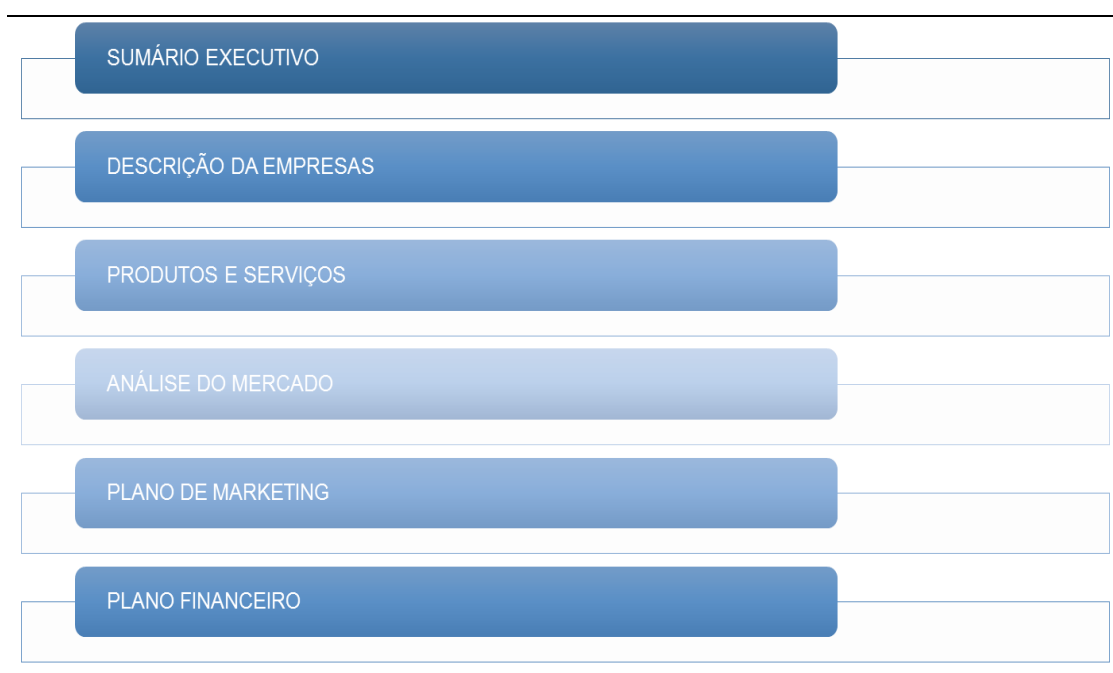 SUMÁRIO EXECUTIVO
DESCRIÇÃO DA EMPRESAS
PRODUTOS E SERVIÇOS
ANÁLISE DO MERCADO
PLANO DE MARKETING
PLANO FINANCEIRO